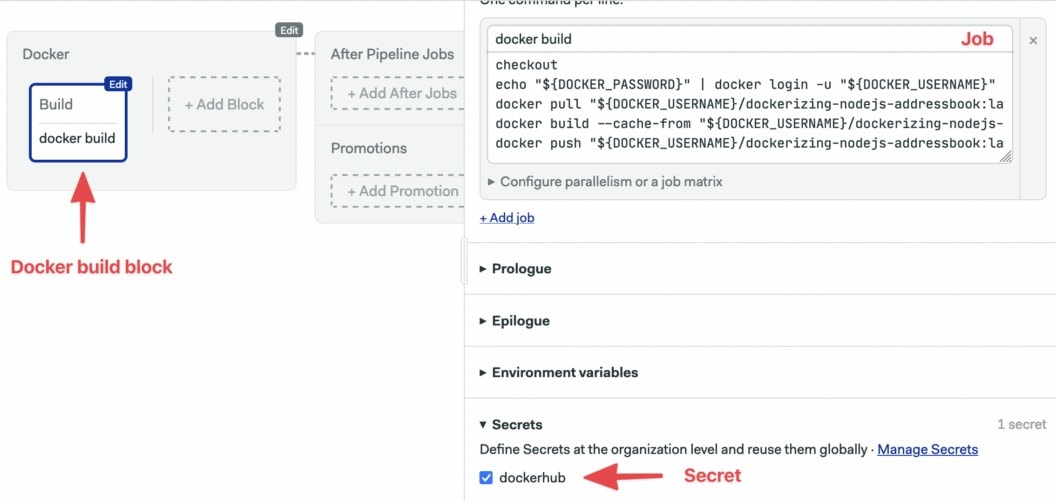 One command per line.
Edit
Docker
Edit
Build
docker build
+ Add Block
After Pipeline Jobs
+ Add After Jobs
Promotions
+ Add Promotion
Docker build block
docker build
Job
×
checkout
echo "${DOCKER_PASSWORD}" | docker login -u "${DOCKER_USERNAME}"
docker pull "${DOCKER_USERNAME}/dockerizing-nodejs-addressbook:la
docker build --cache-from "${DOCKER_USERNAME}/dockerizing-nodejs-
docker push "${DOCKER_USERNAME}/dockerizing-nodejs-addressbook:la
▸ Configure parallelism or a job matrix
+ Add job
▸ Prologue
▸ Epilogue
▸ Environment variables
▾ Secrets
1 secret
Define Secrets at the organization level and reuse them globally · Manage Secrets
dockerhub
Secret